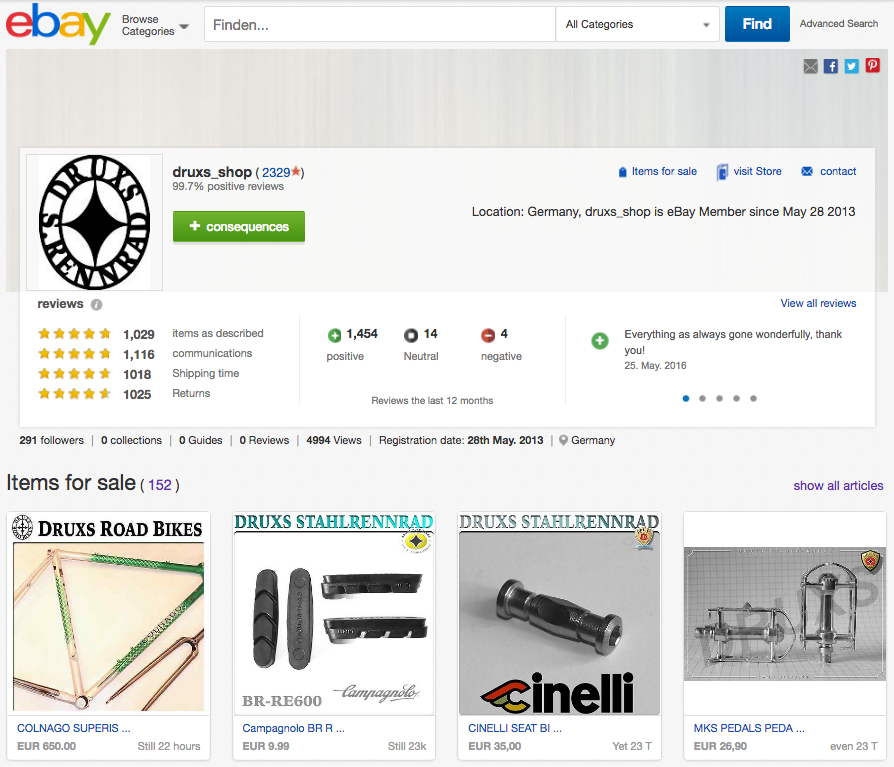 ebay
Browse
Categories
Finden...
All Categories
Find
Advanced Search
DRUXS RENNRAD'S
druxs_shop ( 2329 )
99.7% positive reviews
+ consequences
Items for sale
visit Store
contact
Location: Germany, druxs_shop is eBay Member since May 28 2013
reviews i
View all reviews
1,029 items as described
1,116 communications
1018 Shipping time
1025 Returns
1,454
positive
14
Neutral
4
negative
Reviews the last 12 months
Everything as always gone wonderfully, thank
you!
25. May. 2016
291 followers | 0 collections | 0 Guides | 0 Reviews | 4994 Views | Registration date: 28th May. 2013 | Germany
Items for sale ( 152 )
show all articles
DRUXS ROAD BIKES
COLNAGO SUPERIS ...
EUR 650.00
Still 22 hours
DRUXS STAHLRENNRAD
BR-RE600
Campagnolo
Campagnolo BR R ...
EUR 9.99
Still 23k
DRUXS STAHLRENNRAD
Cinelli
CINELLI SEAT BI ...
EUR 35,00
Yet 23 T
DRUXS
MKS PEDALS PEDA ...
EUR 26,90
even 23 T